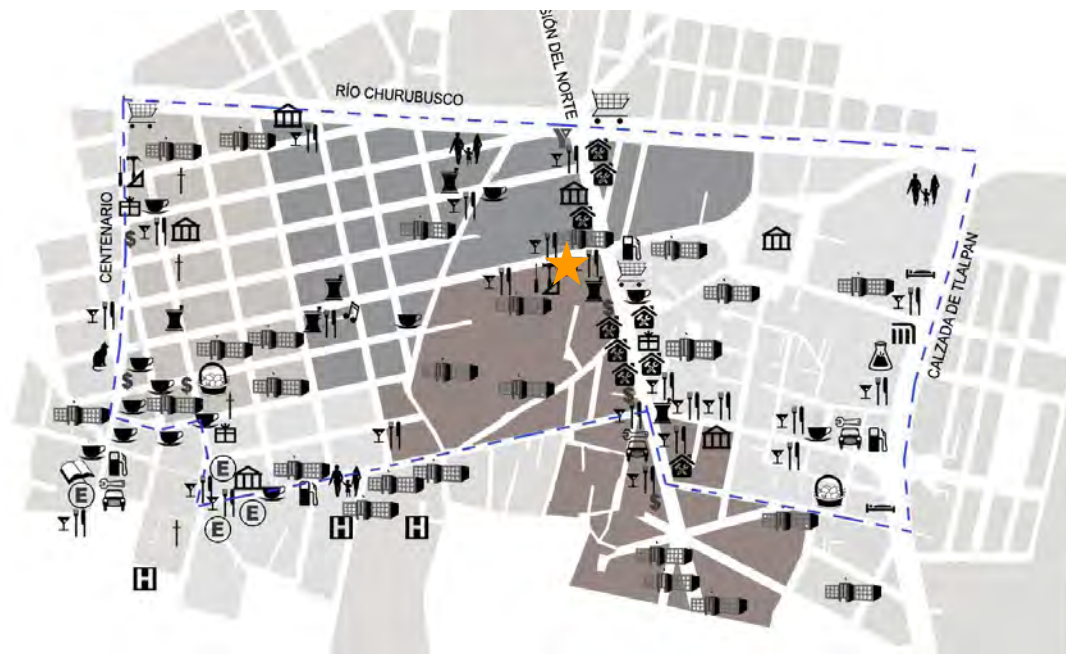 SIÓN DEL NORTE
RÍO CHURUBUSCO
CENTENARIO
CALZADA DE TLALPAN
$
$
$
$
$
$
E
E
E
E
H
H
H